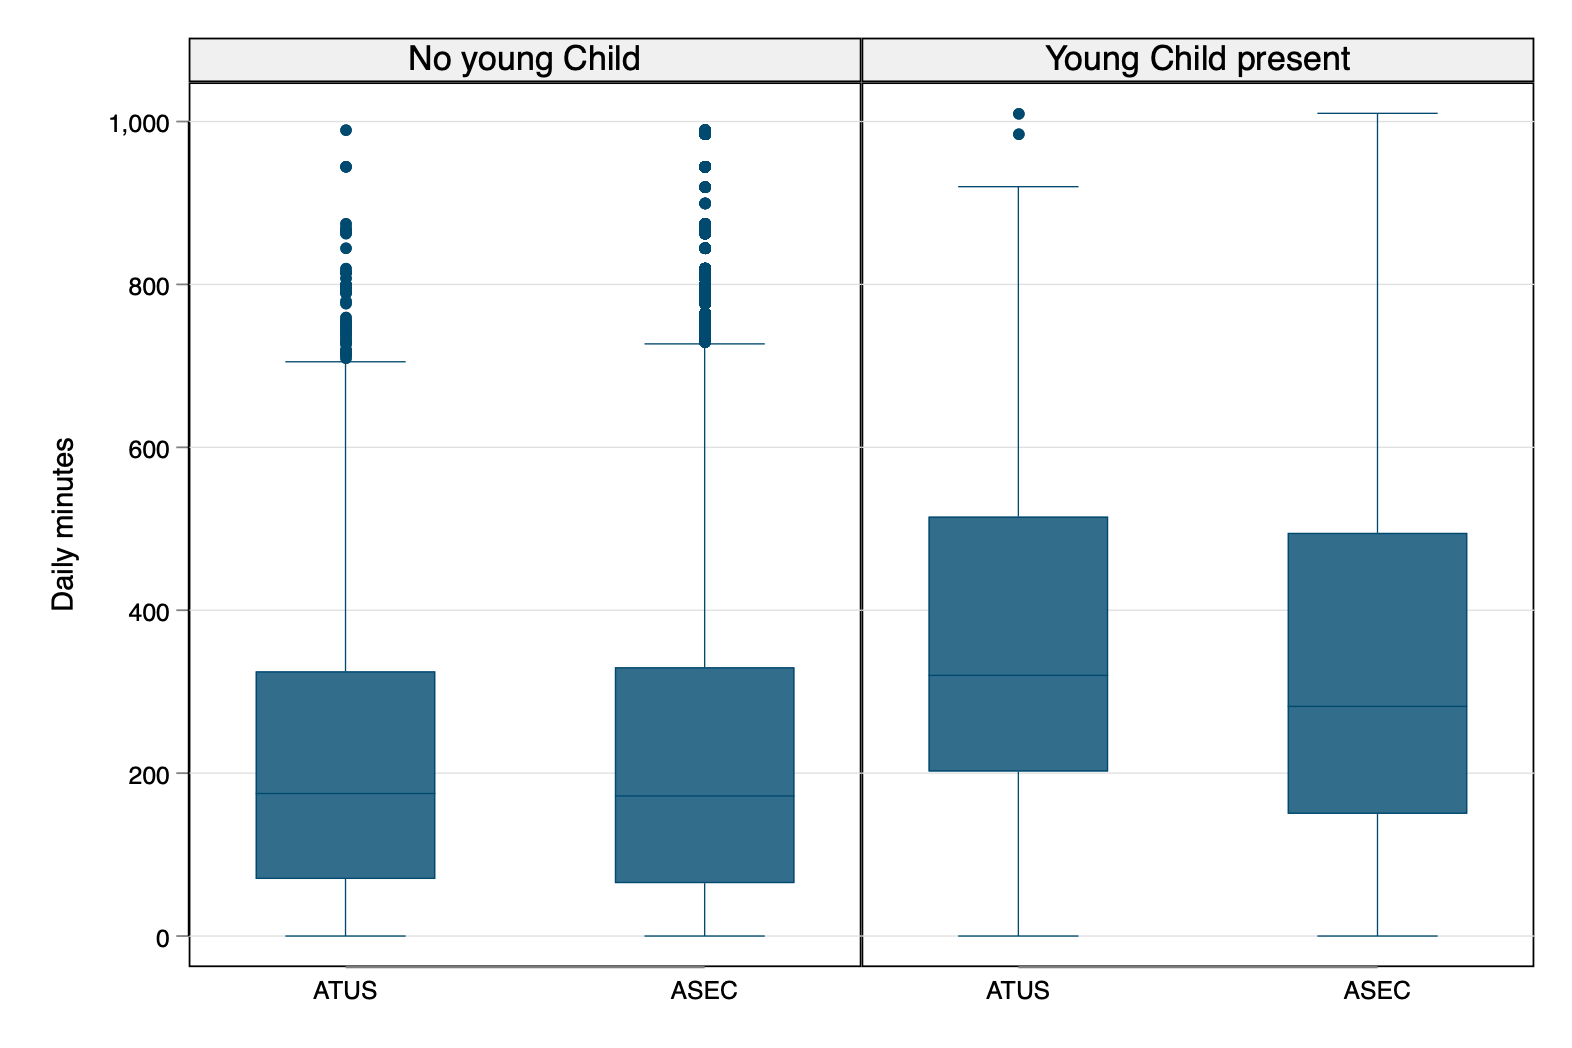 No young Child
Young Child present
1,000
800
600
400
200
0
Daily minutes
ATUS
ASEC
ATUS
ASEC